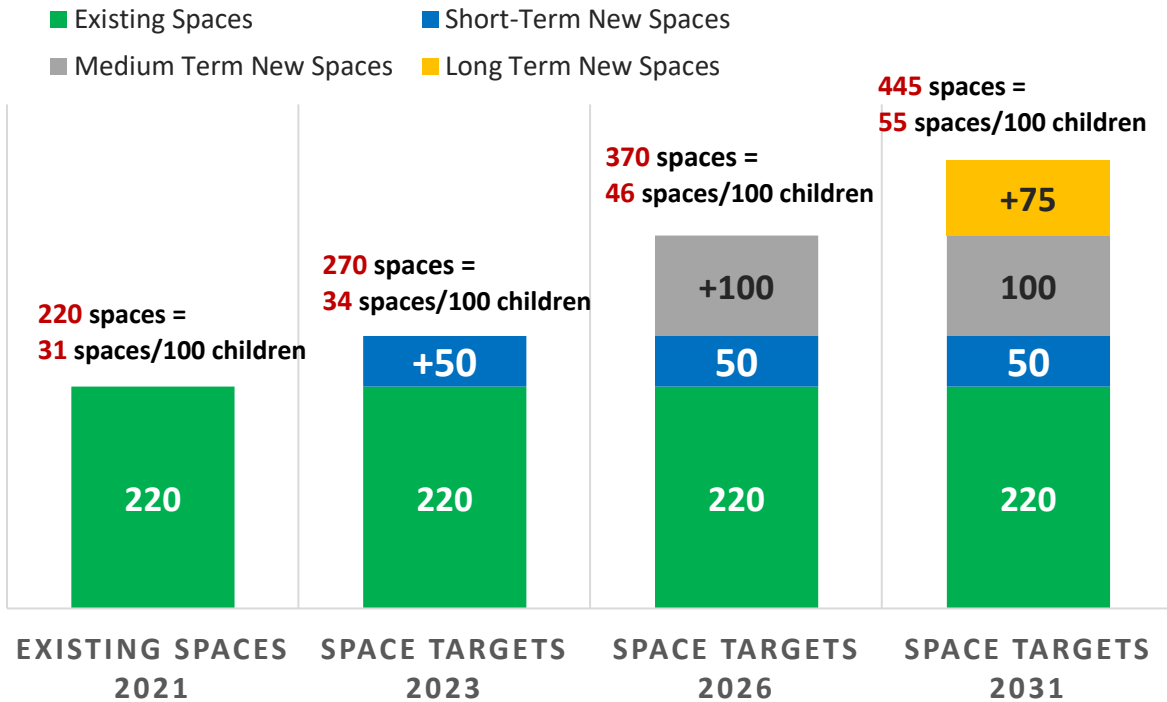 Existing Spaces
Short-Term New Spaces
Medium Term New Spaces
Long Term New Spaces
220 spaces =
31 spaces/100 children
270 spaces =
34 spaces/100 children
370 spaces =
46 spaces/100 children
445 spaces =
55 spaces/100 children
220
+50
220
+100
50
220
+75
100
50
220
EXISTING SPACES
2021
SPACE TARGETS
2023
SPACE TARGETS
2026
SPACE TARGETS
2031